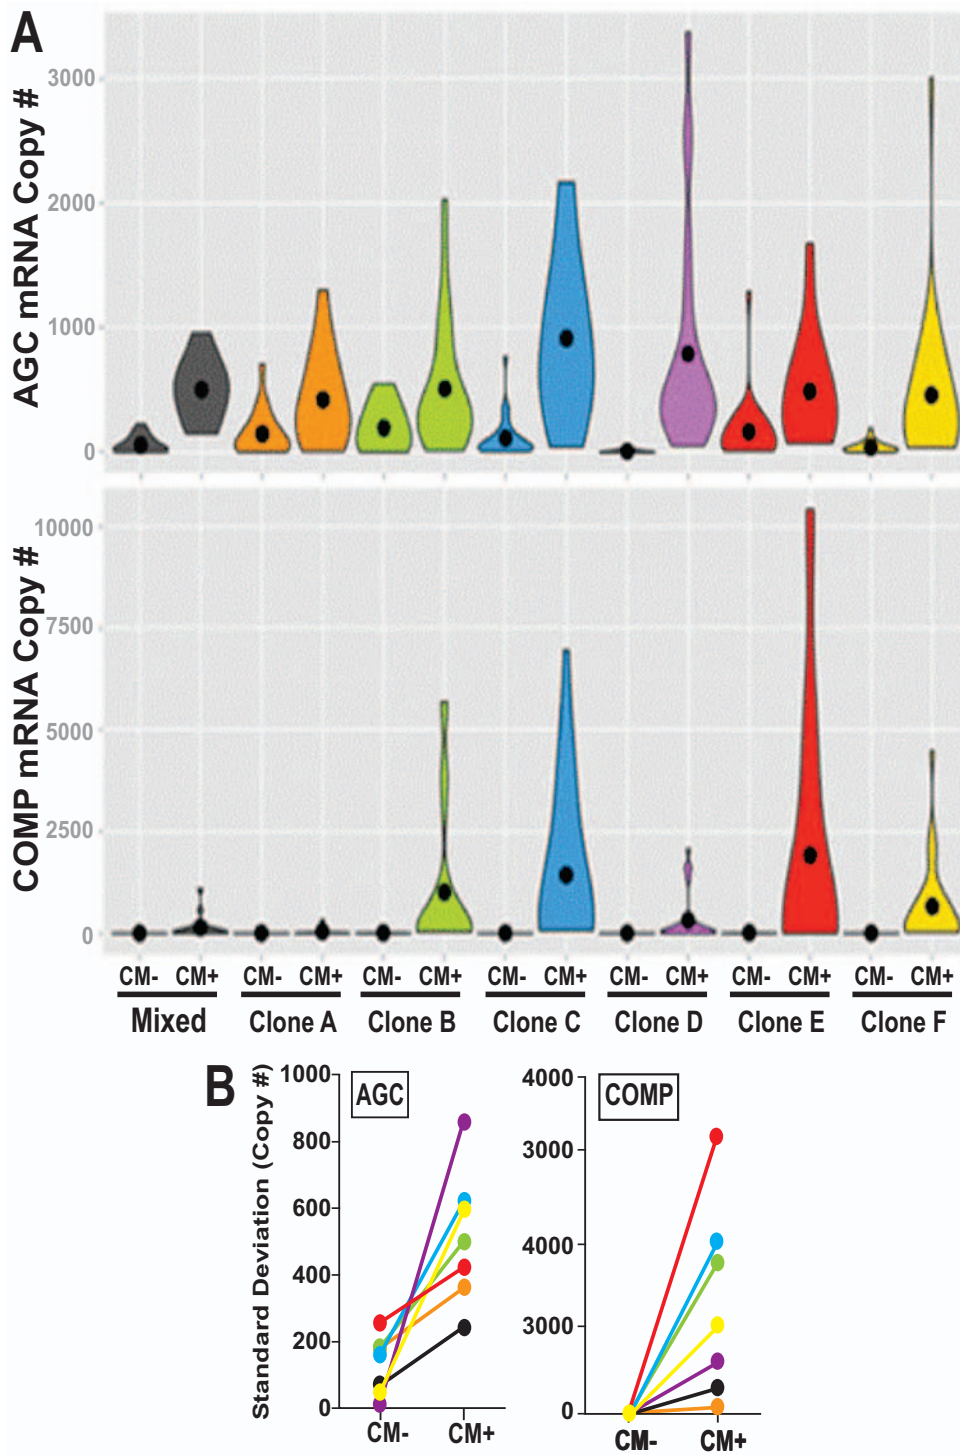 A
AGC mRNA Copy #
3000
2000
1000
0
COMP mRNA Copy #
10000
7500
5000
2500
0
CM- CM+ CM- CM+ CM- CM+ CM- CM+ CM- CM+ CM- CM+ CM- CM+
Mixed Clone A Clone B Clone C Clone D Clone E Clone F
B
Standard Deviation (Copy #)
AGC
1000
800
600
400
200
0
CM- CM+
COMP
4000
3000
4000
3000
0
CM- CM+